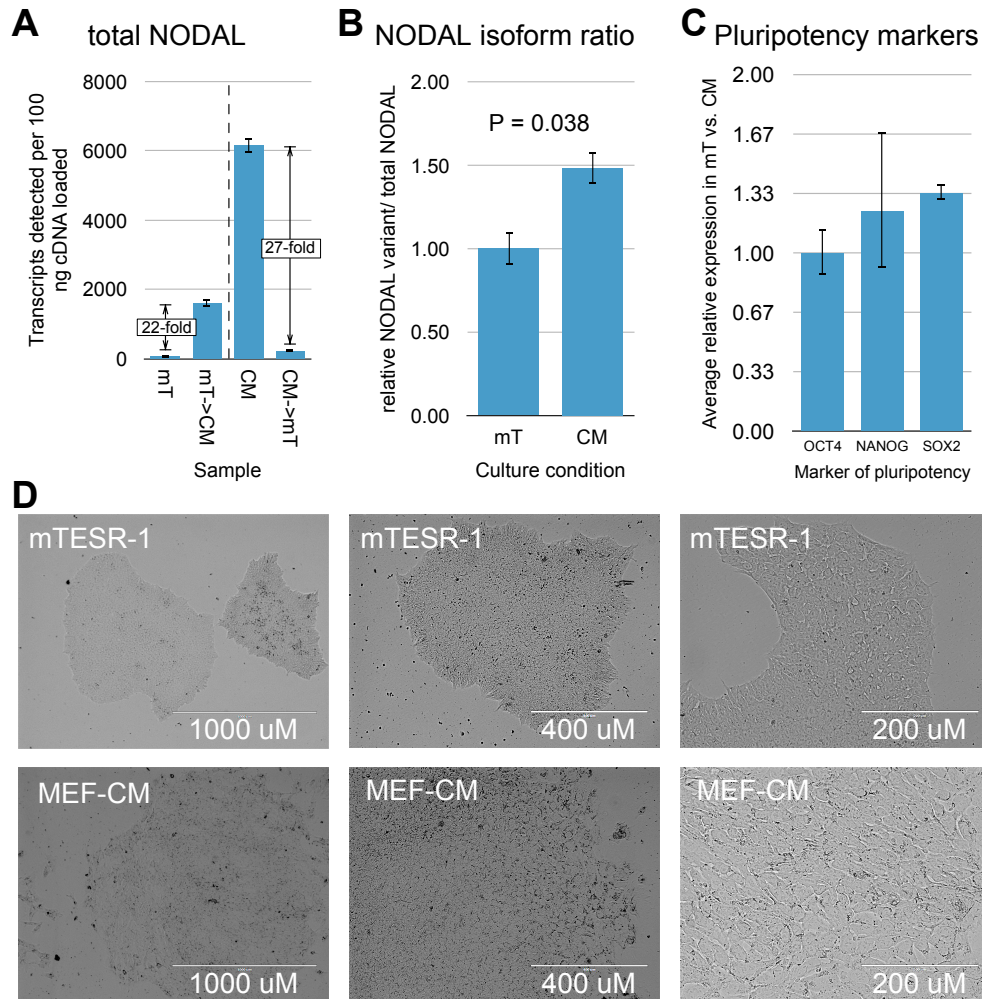 A total NODAL
Transcripts detected per 100
ng cDNA loaded
8000
6000
4000
2000
0
22-fold
27-fold
mT
mT->CM
CM
CM->mT
Sample
B NODAL isoform ratio
relative NODAL variant/ total NODAL
2.00
1.50
1.00
0.50
0.00
P = 0.038
mT CM
Culture condition
C Pluripotency markers
Average relative expression in mT vs. CM
2.00
1.67
1.33
1.00
0.67
0.33
0.00
OCT4 NANOG SOX2
Marker of pluripotency
D
mTESR-1
1000 uM
mTESR-1
400 uM
mTESR-1
200 uM
MEF-CM
1000 uM
MEF-CM
400 uM
MEF-CM
200 uM